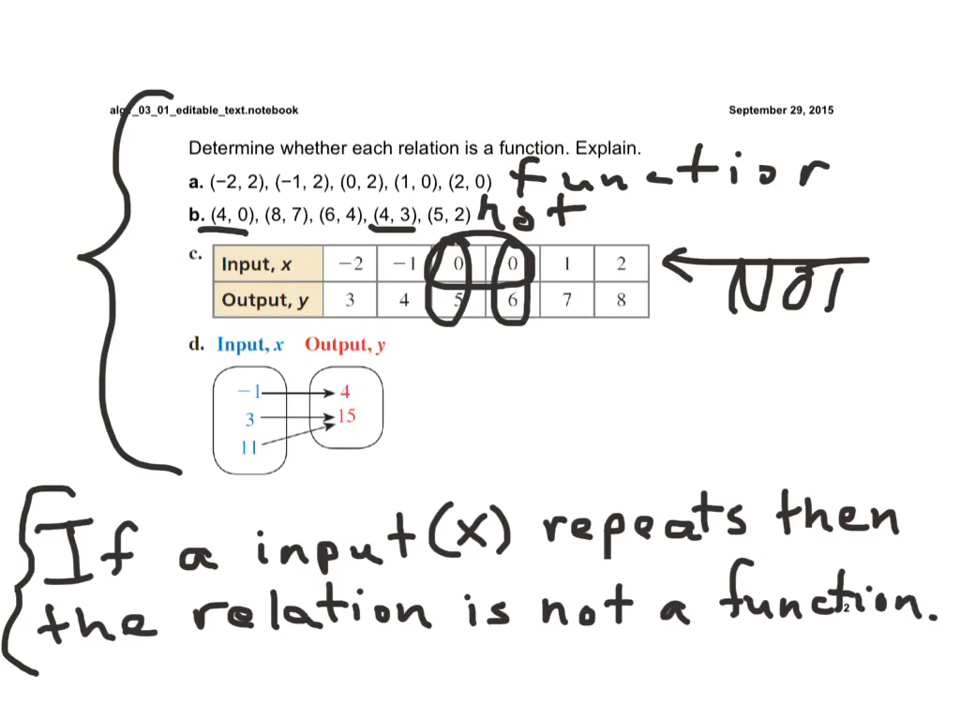 alg1_03_01_editable_text.notebook September 29, 2015
Determine whether each relation is a function. Explain.
a. (−2, 2), (−1, 2), (0, 2), (1, 0), (2, 0) function
b. (4, 0), (8, 7), (6, 4), (4, 3), (5, 2) not
c.
Input, x −2 −1 0 0 1 2
Output, y 3 4 5 6 7 8
NOT
d. Input, x Output, y
−1 4
3 15
11
If a input(x) repeats then
the relation is not a function.
2